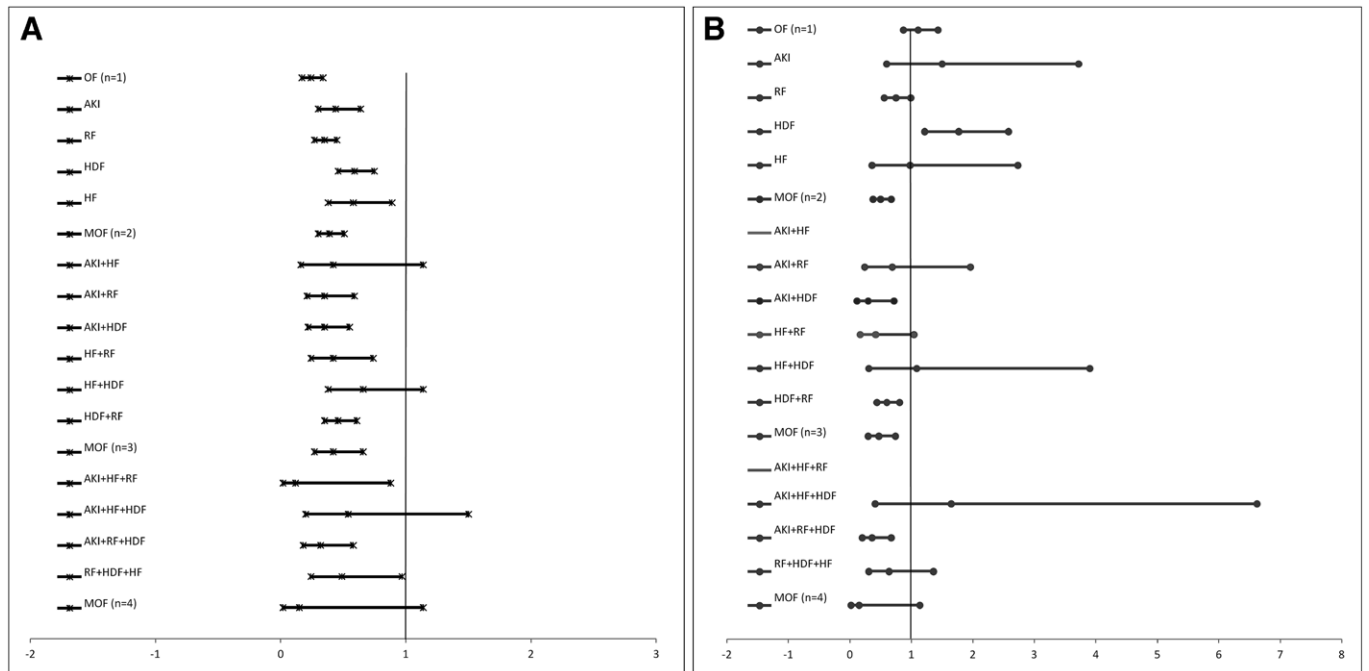 A
OF (n=1)
AKI
RF
HDF
HF
MOF (n=2)
AKI+HF
AKI+RF
AKI+HDF
HF+RF
HF+HDF
HDF+RF
MOF (n=3)
AKI+HF+RF
AKI+HF+HDF
AKI+RF+HDF
RF+HDF+HF
MOF (n=4)
-2 -1 0 1 2 3
B
OF (n=1)
AKI
RF
HDF
HF
MOF (n=2)
AKI+HF
AKI+RF
AKI+HDF
HF+RF
HF+HDF
HDF+RF
MOF (n=3)
AKI+HF+RF
AKI+HF+HDF
AKI+RF+HDF
RF+HDF+HF
MOF (n=4)
-2 -1 0 1 2 3 4 5 6 7 8